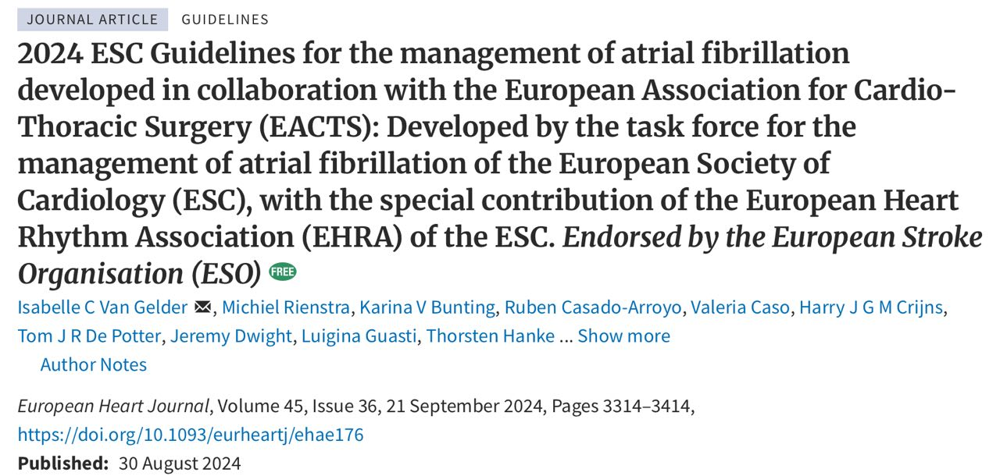 JOURNAL ARTICLE GUIDELINES
2024 ESC Guidelines for the management of atrial fibrillation
developed in collaboration with the European Association for Cardio-
Thoracic Surgery (EACTS): Developed by the task force for the
management of atrial fibrillation of the European Society of
Cardiology (ESC), with the special contribution of the European Heart
Rhythm Association (EHRA) of the ESC. Endorsed by the European Stroke
Organisation (ESO) FREE
Isabelle C Van Gelder, Michiel Rienstra, Karina V Bunting, Ruben Casado-Arroyo, Valeria Caso, Harry J G M Crijns,
Tom J R De Potter, Jeremy Dwight, Luigina Guasti, Thorsten Hanke ... Show more
Author Notes
European Heart Journal, Volume 45, Issue 36, 21 September 2024, Pages 3314–3414,
https://doi.org/10.1093/eurheartj/ehae176
Published: 30 August 2024